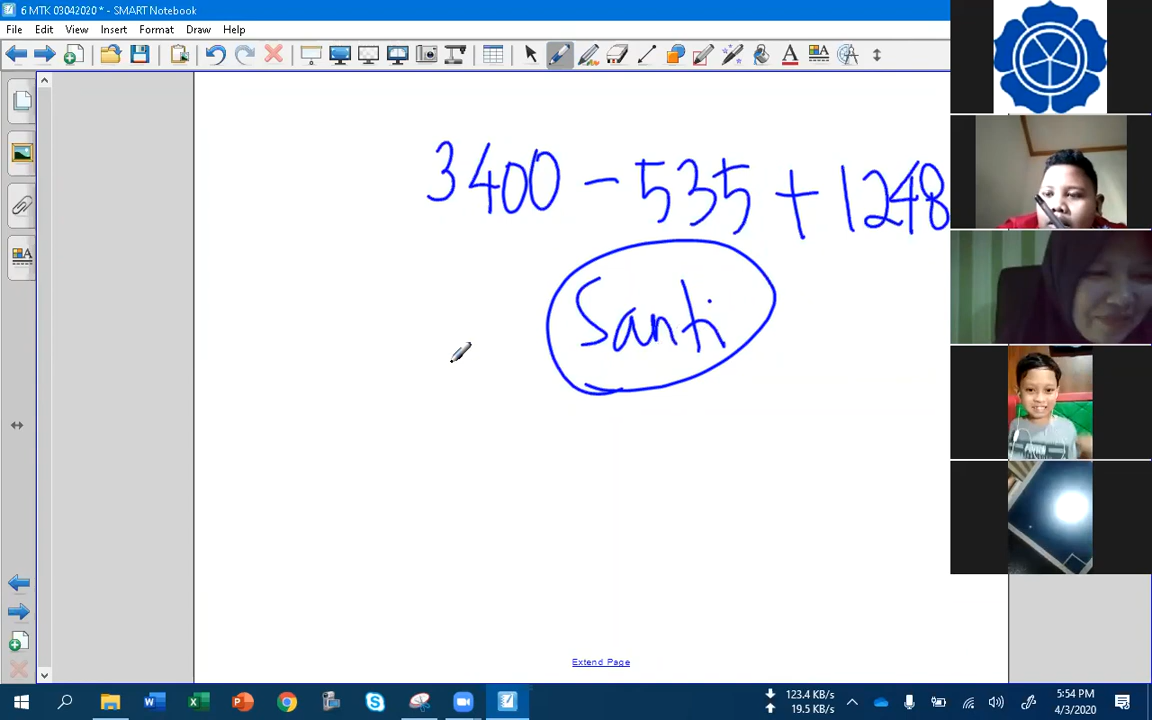 6 MTK 03042020 * - SMART Notebook
File Edit View Insert Format Draw Help
3400 - 535 + 1248
Santi
Extend Page
123.4 KB/s
19.5 KB/s
5:54 PM
4/3/2020